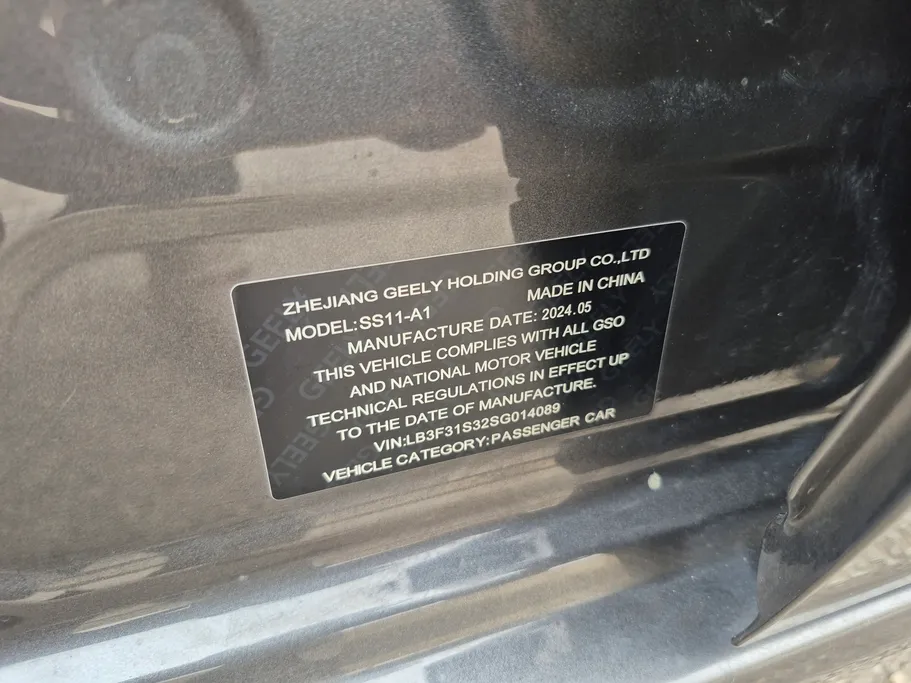 ZHEJIANG GEELY HOLDING GROUP CO.,LTD
MODEL:SS11-A1 MADE IN CHINA
MANUFACTURE DATE: 2024.05
THIS VEHICLE COMPLIES WITH ALL GSO
AND NATIONAL MOTOR VEHICLE
TECHNICAL REGULATIONS IN EFFECT UP
TO THE DATE OF MANUFACTURE.
VIN:LB3F31S32SG014089
VEHICLE CATEGORY:PASSENGER CAR